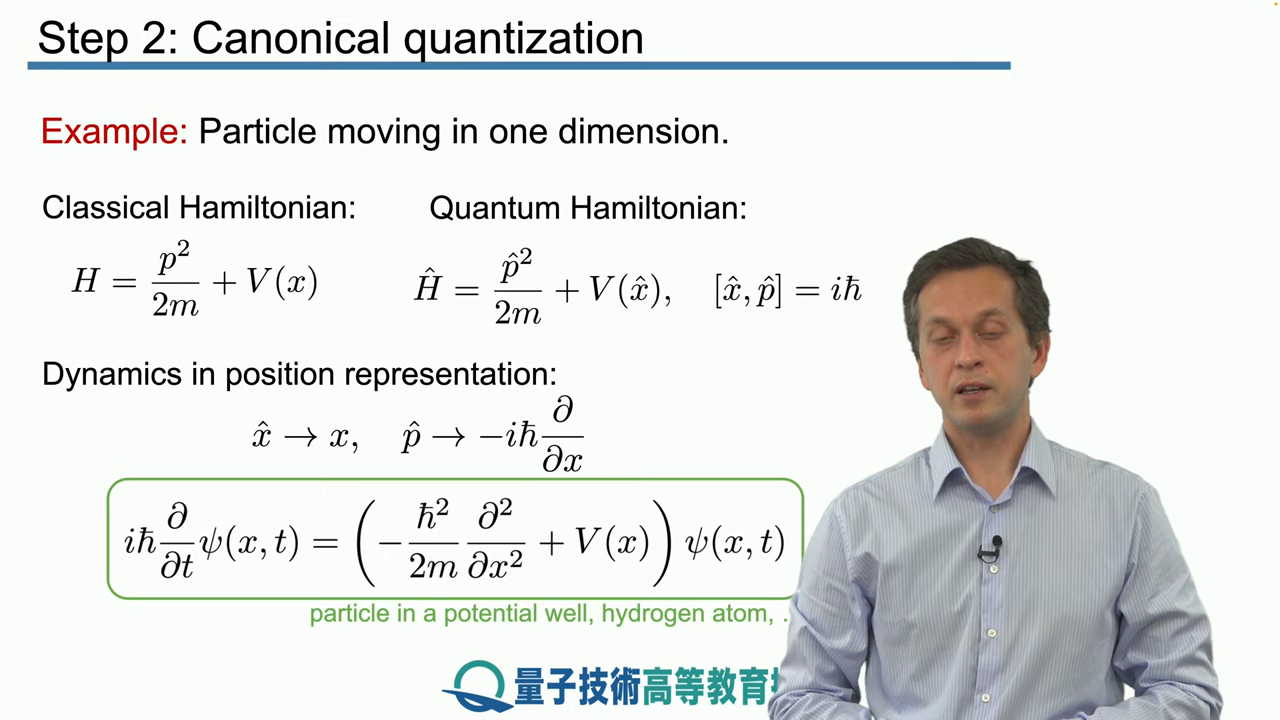 Step 2: Canonical quantization
Example: Particle moving in one dimension.
Classical Hamiltonian: Quantum Hamiltonian:
H = p²/2m + V(x) Ĥ = p̂²/2m + V(x̂), [x̂, p̂] = iħ
Dynamics in position representation:
x̂ → x, p̂ → −iħ ∂/∂x
iħ ∂/∂t ψ(x, t) = (−ħ²/2m ∂²/∂x² + V(x)) ψ(x, t)
particle in a potential well, hydrogen atom, .
量子技術高等教育